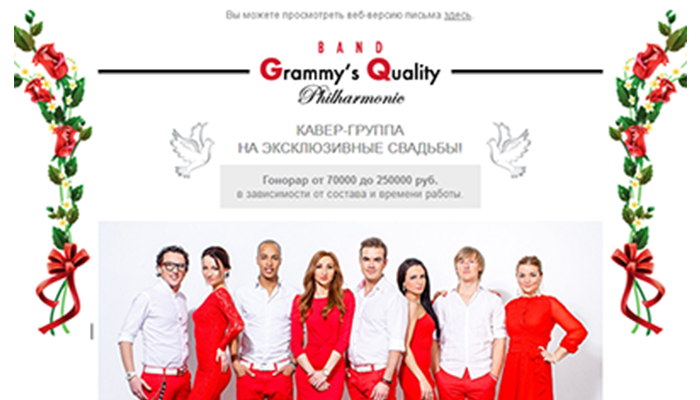 Вы можете просмотреть веб-версию письма здесь.
BAND
Grammy's Quality
Philharmonic
КАВЕР-ГРУППА
НА ЭКСКЛЮЗИВНЫЕ СВАДЬБЫ!
Гонорар от 70000 до 250000 руб.
в зависимости от состава и времени работы.